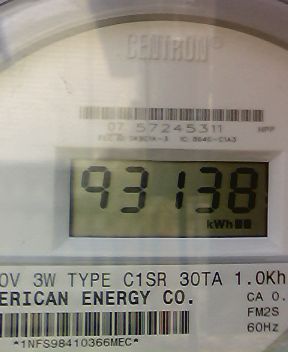 CENTRON®
07 57245311 MPP
93138
kWh
0V 3W TYPE C1SR 30TA 1.0Kh
ERICAN ENERGY CO.
CA 0.
FM2S
60Hz
*1NFS98410366MEC*